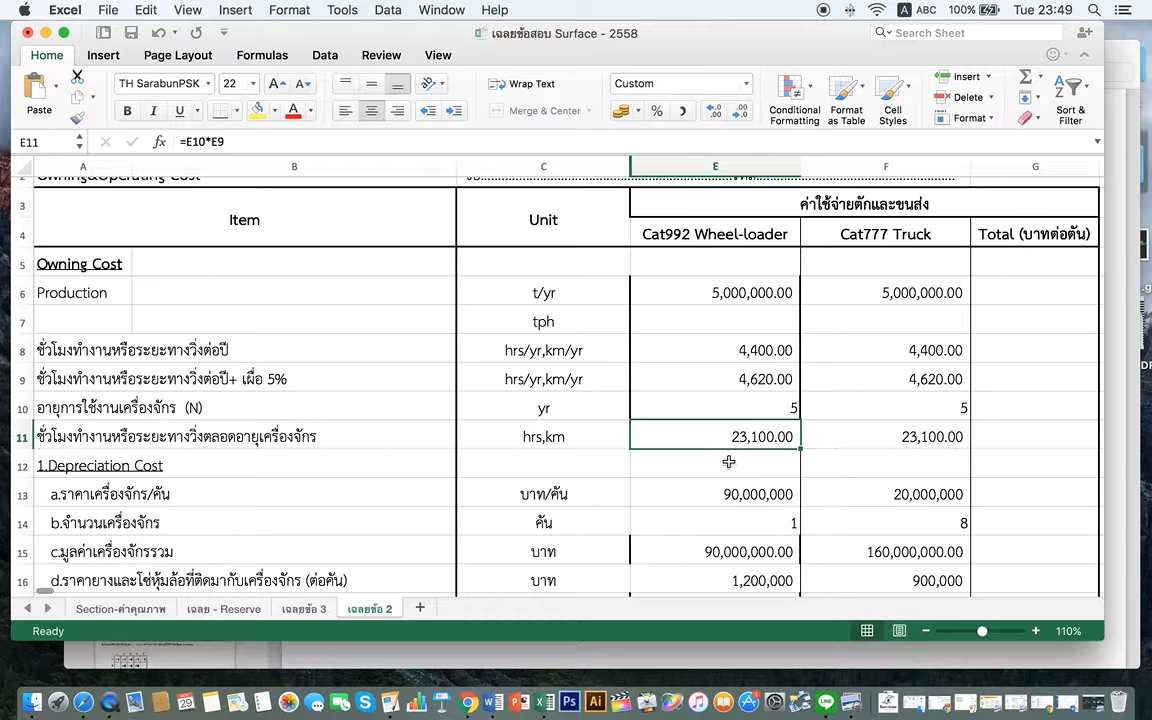 Excel File Edit View Insert Format Tools Data Window Help A ABC 100% Tue 23:49
เฉลยข้อสอบ Surface - 2558
Search Sheet
Home Insert Page Layout Formulas Data Review View
TH SarabunPSK 22 Wrap Text Custom Insert
Paste B I U A Merge & Center % Conditional Formatting Format as Table Cell Styles Delete Format Sort & Filter
E11 fx =E10*E9
A B C E F G
Owning&Operating Cost
3 Item Unit ค่าใช้จ่ายตักและขนส่ง
4 Cat992 Wheel-loader Cat777 Truck Total (บาทต่อตัน)
5 Owning Cost
6 Production t/yr 5,000,000.00 5,000,000.00
7 tph
8 ชั่วโมงทำงานหรือระยะทางวิ่งต่อปี hrs/yr,km/yr 4,400.00 4,400.00
9 ชั่วโมงทำงานหรือระยะทางวิ่งต่อปี+ เผื่อ 5% hrs/yr,km/yr 4,620.00 4,620.00
10 อายุการใช้งานเครื่องจักร (N) yr 5 5
11 ชั่วโมงทำงานหรือระยะทางวิ่งตลอดอายุเครื่องจักร hrs,km 23,100.00 23,100.00
12 1.Depreciation Cost
13 a.ราคาเครื่องจักร/คัน บาท/คัน 90,000,000 20,000,000
14 b.จำนวนเครื่องจักร คัน 1 8
15 c.มูลค่าเครื่องจักรรวม บาท 90,000,000.00 160,000,000.00
16 d.ราคายางและโซ่หุ้มล้อที่ติดมากับเครื่องจักร (ต่อคัน) บาท 1,200,000 900,000
Section-ค่าคุณภาพ เฉลย - Reserve เฉลยข้อ 3 เฉลยข้อ 2
Ready 110%